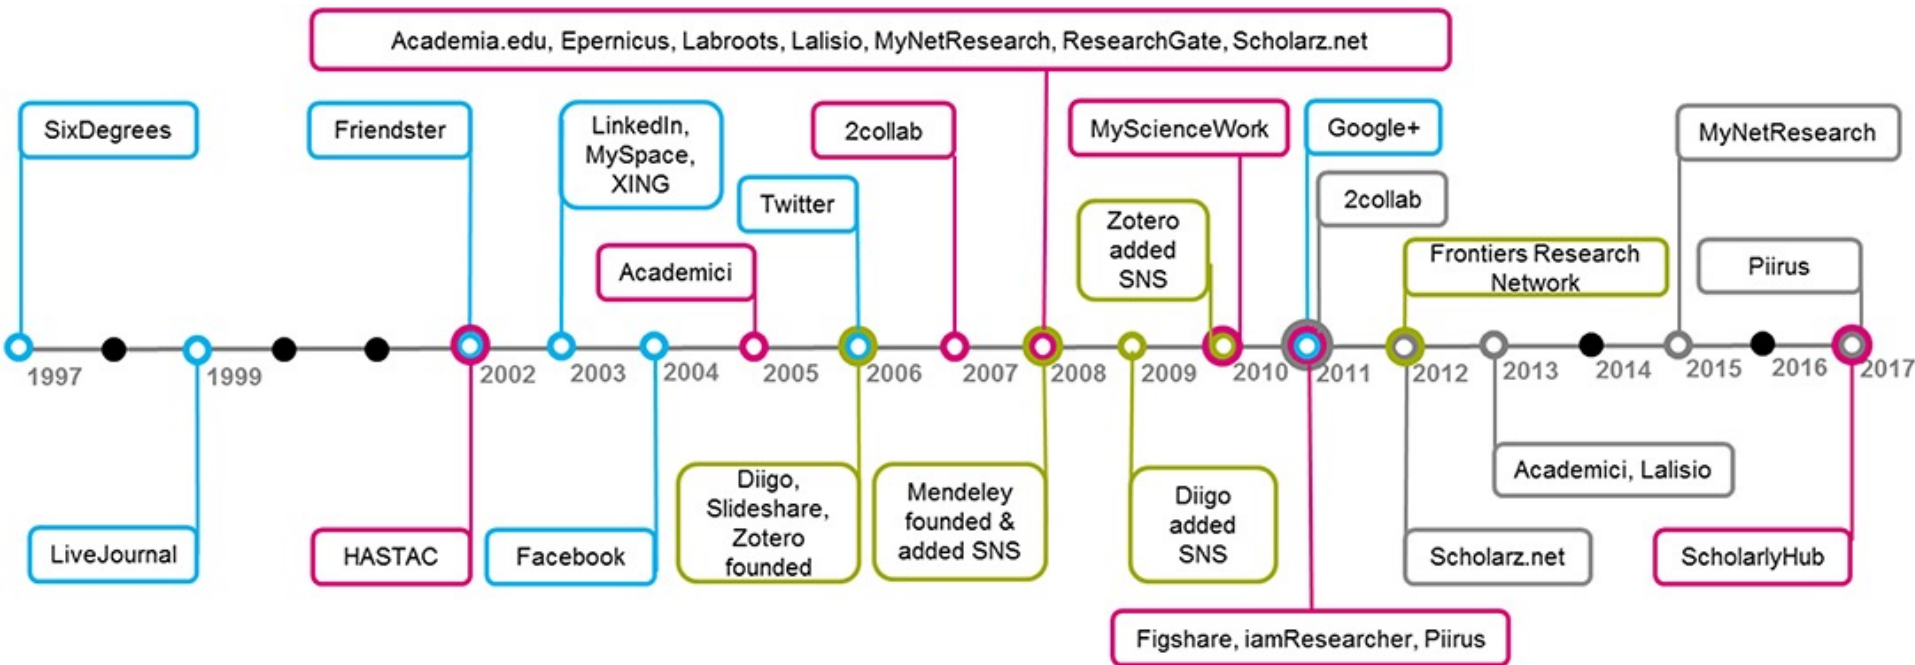 Academia.edu, Epernicus, Labroots, Lalisio, MyNetResearch, ResearchGate, Scholarz.net
SixDegrees
Friendster
LinkedIn,
MySpace,
XING
2collab
MyScienceWork
Google+
MyNetResearch
Twitter
2collab
Zotero
added
SNS
Academici
Frontiers Research
Network
Piirus
1997
1999
2002
2003
2004
2005
2006
2007
2008
2009
2010
2011
2012
2013
2014
2015
2016
2017
LiveJournal
HASTAC
Facebook
Diigo,
Slideshare,
Zotero
founded
Mendeley
founded &
added SNS
Diigo
added
SNS
Academici, Lalisio
Scholarz.net
ScholarlyHub
Figshare, iamResearcher, Piirus